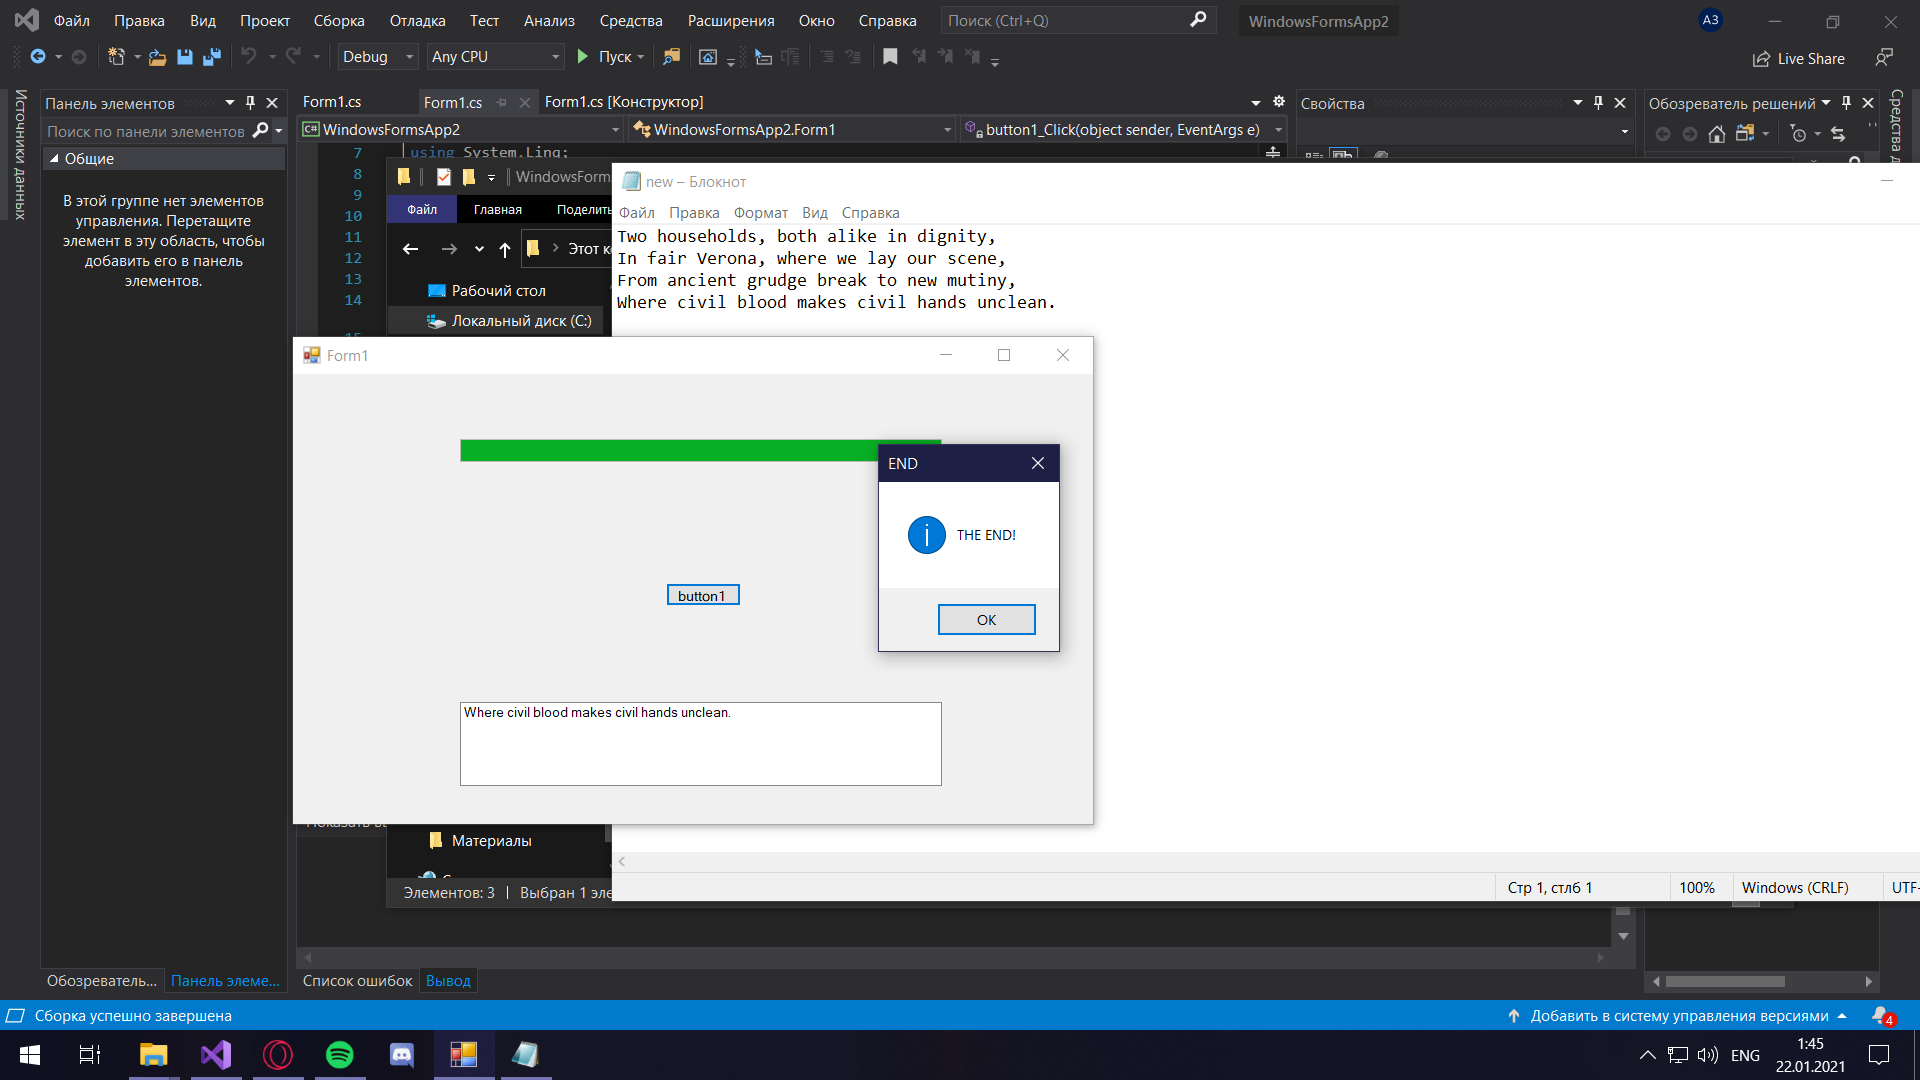 Файл Правка Вид Проект Сборка Отладка Тест Анализ Средства Расширения Окно Справка Поиск (Ctrl+Q) WindowsFormsApp2 АЗ
Debug Any CPU Пуск Live Share
Источники данных
Панель элементов
Поиск по панели элементов
Общие
В этой группе нет элементов
управления. Перетащите
элемент в эту область, чтобы
добавить его в панель
элементов.
Form1.cs Form1.cs Form1.cs [Конструктор]
WindowsFormsApp2 WindowsFormsApp2.Form1 button1_Click(object sender, EventArgs e)
7 using System.Linq;
8
9
10
11
12
13
14
Свойства
Обозреватель решений
WindowsForm
Файл Главная
Этот
Рабочий стол
Локальный диск (C:)
new – Блокнот
Файл Правка Формат Вид Справка
Two households, both alike in dignity,
In fair Verona, where we lay our scene,
From ancient grudge break to new mutiny,
Where civil blood makes civil hands unclean.
Form1
END
THE END!
OK
button1
Where civil blood makes civil hands unclean.
Материалы
Элементов: 3 Выбран 1
Стр 1, стлб 1 100% Windows (CRLF) UTF-
Обозреватель... Панель элеме... Список ошибок Вывод
Сборка успешно завершена Добавить в систему управления версиями 4
ENG 1:45
22.01.2021